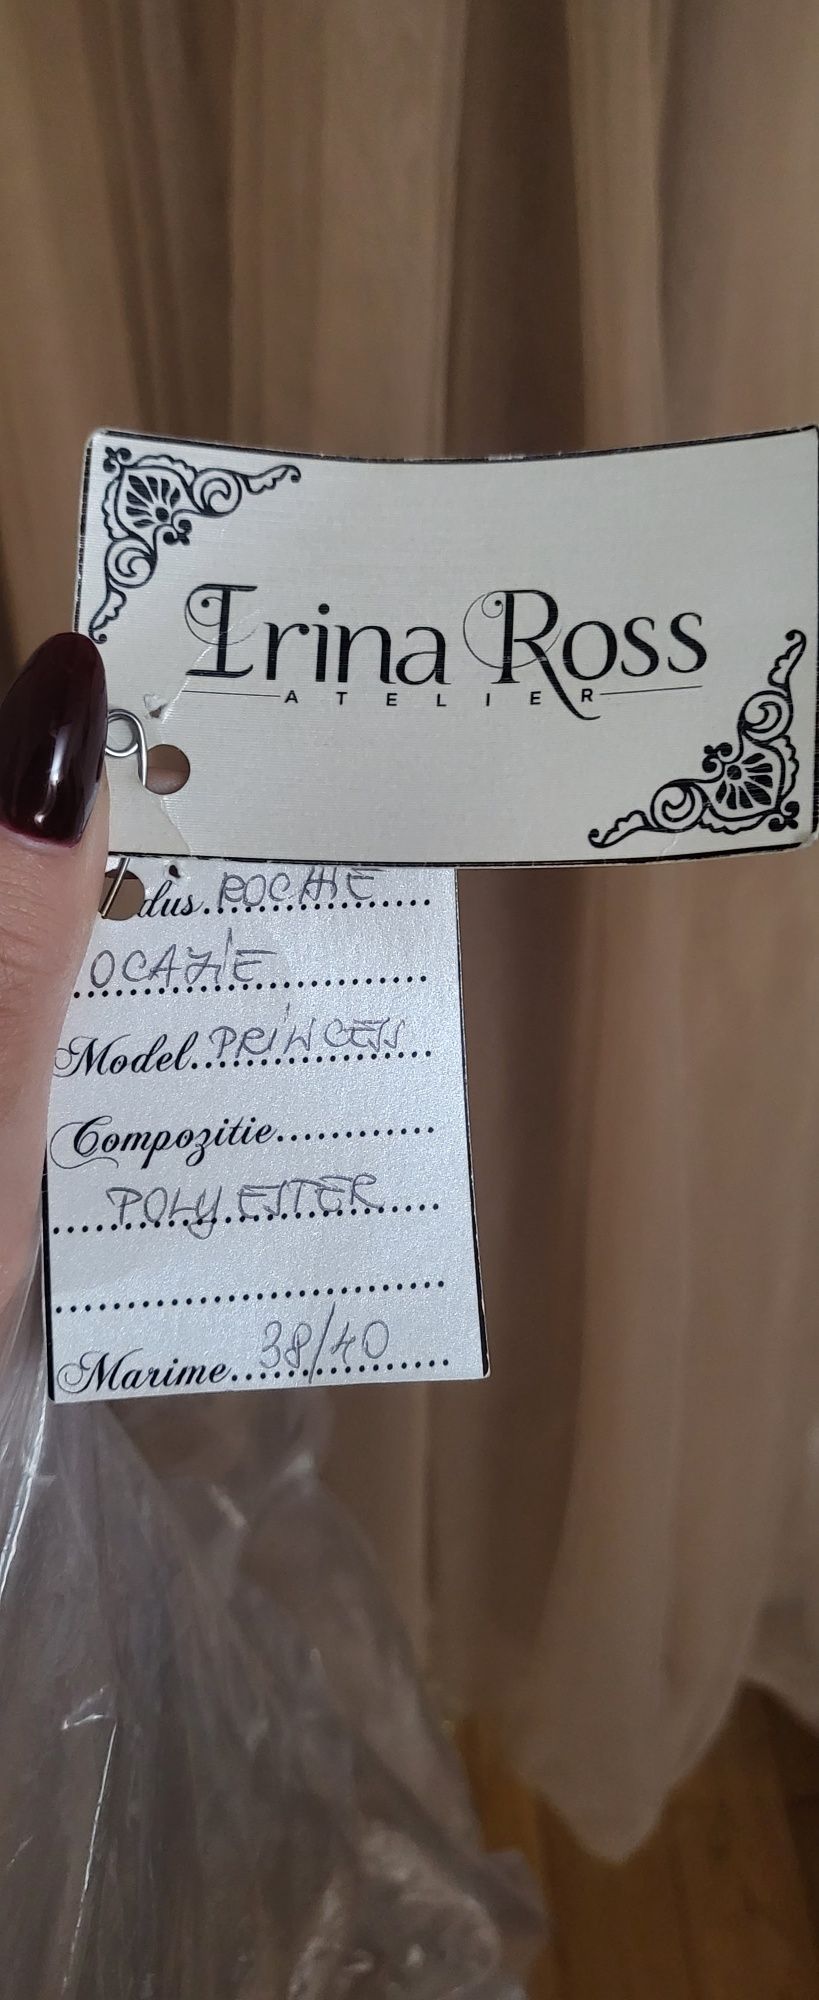 Irina Ross
ATELIER
dus. ROCHIE
OCAZIE
Model. PRINCESS
Compozitie
POLYESTER
Marime. 38/40